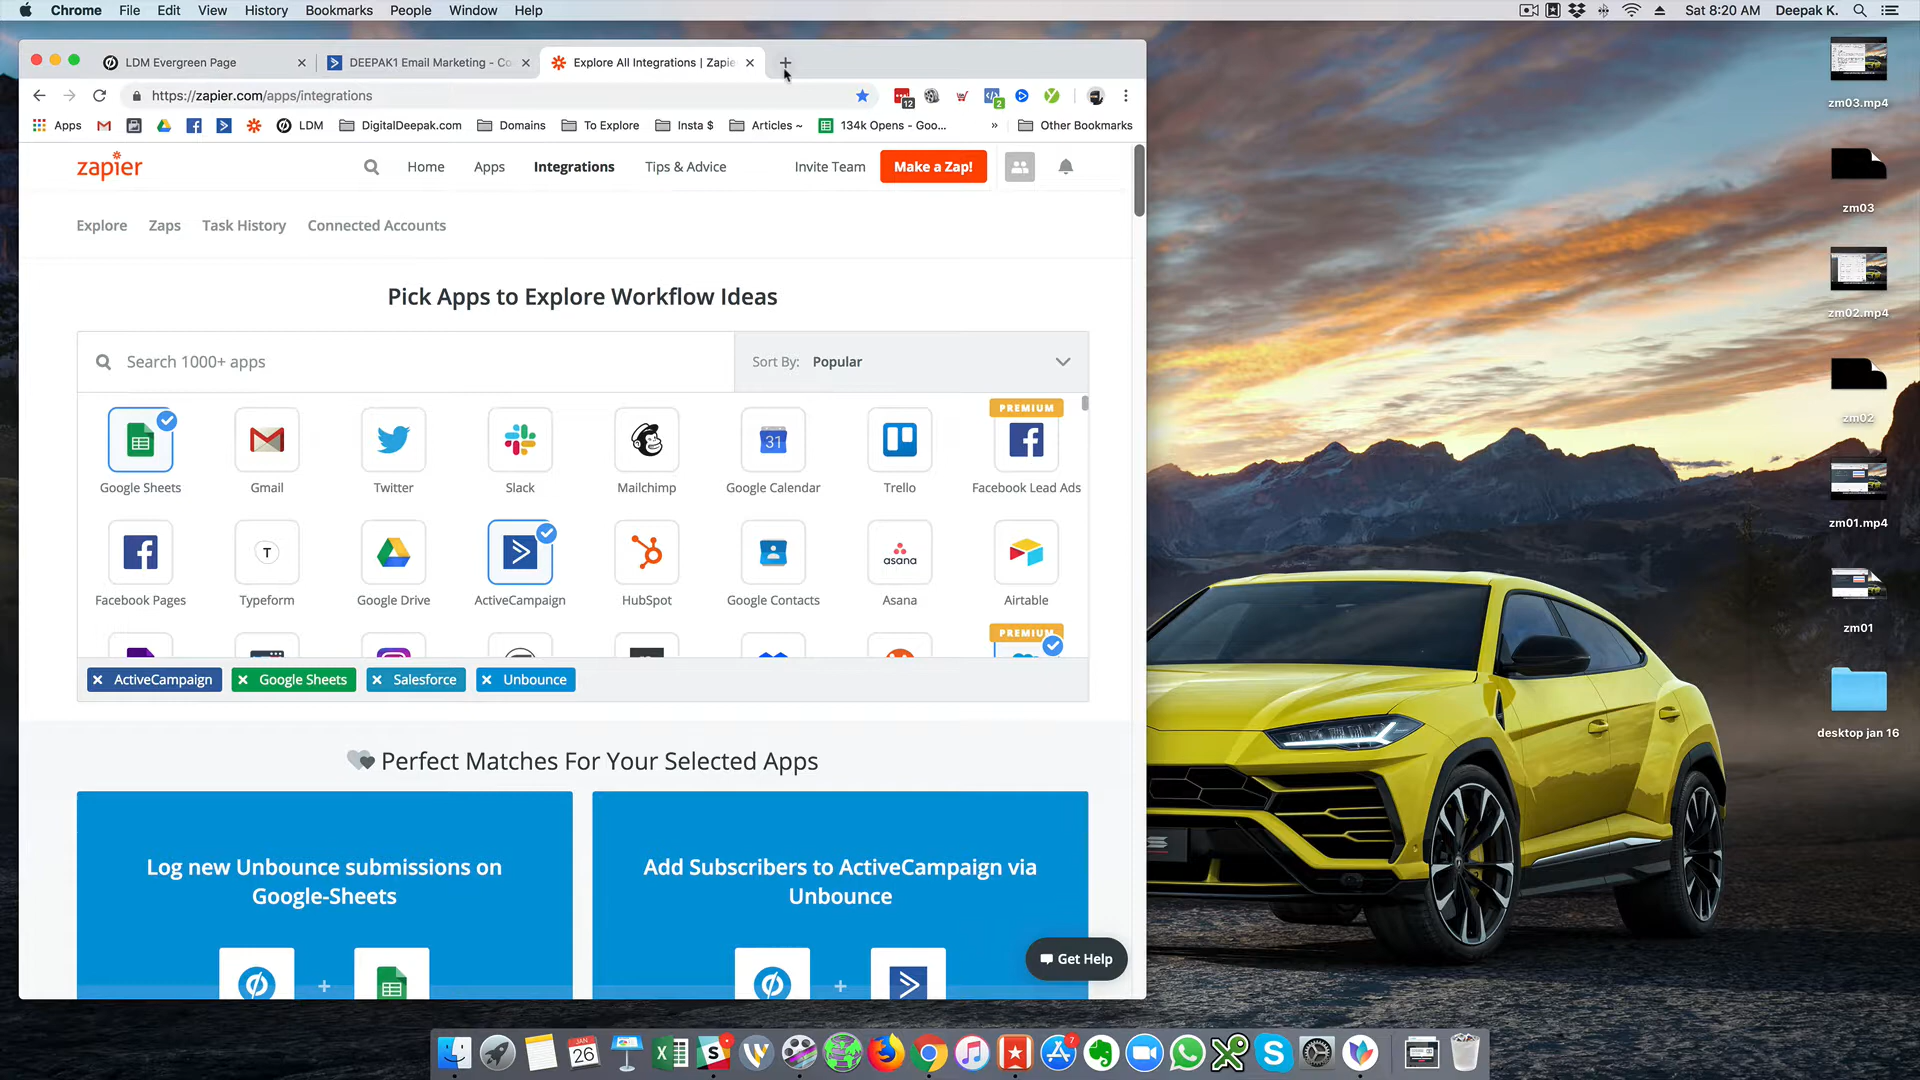 Chrome File Edit View History Bookmarks People Window Help
Sat 8:20 AM Deepak K.
LDM Evergreen Page
DEEPAK1 Email Marketing - Co
Explore All Integrations | Zapie
https://zapier.com/apps/integrations
12
2
Apps
LDM
DigitalDeepak.com
Domains
To Explore
Insta $
Articles ~
134k Opens - Goo...
»
Other Bookmarks
zapier
Home
Apps
Integrations
Tips & Advice
Invite Team
Make a Zap!
Explore
Zaps
Task History
Connected Accounts
Pick Apps to Explore Workflow Ideas
Search 1000+ apps
Sort By: Popular
PREMIUM
31
Google Sheets
Gmail
Twitter
Slack
Mailchimp
Google Calendar
Trello
Facebook Lead Ads
T
asana
Facebook Pages
Typeform
Google Drive
ActiveCampaign
HubSpot
Google Contacts
Asana
Airtable
PREMIUM
ActiveCampaign
Google Sheets
Salesforce
Unbounce
Perfect Matches For Your Selected Apps
Log new Unbounce submissions on
Google-Sheets
Add Subscribers to ActiveCampaign via
Unbounce
+
+
Get Help
zm03.mp4
zm03
zm02.mp4
zm02
zm01.mp4
zm01
desktop jan 16
JAN
26
7